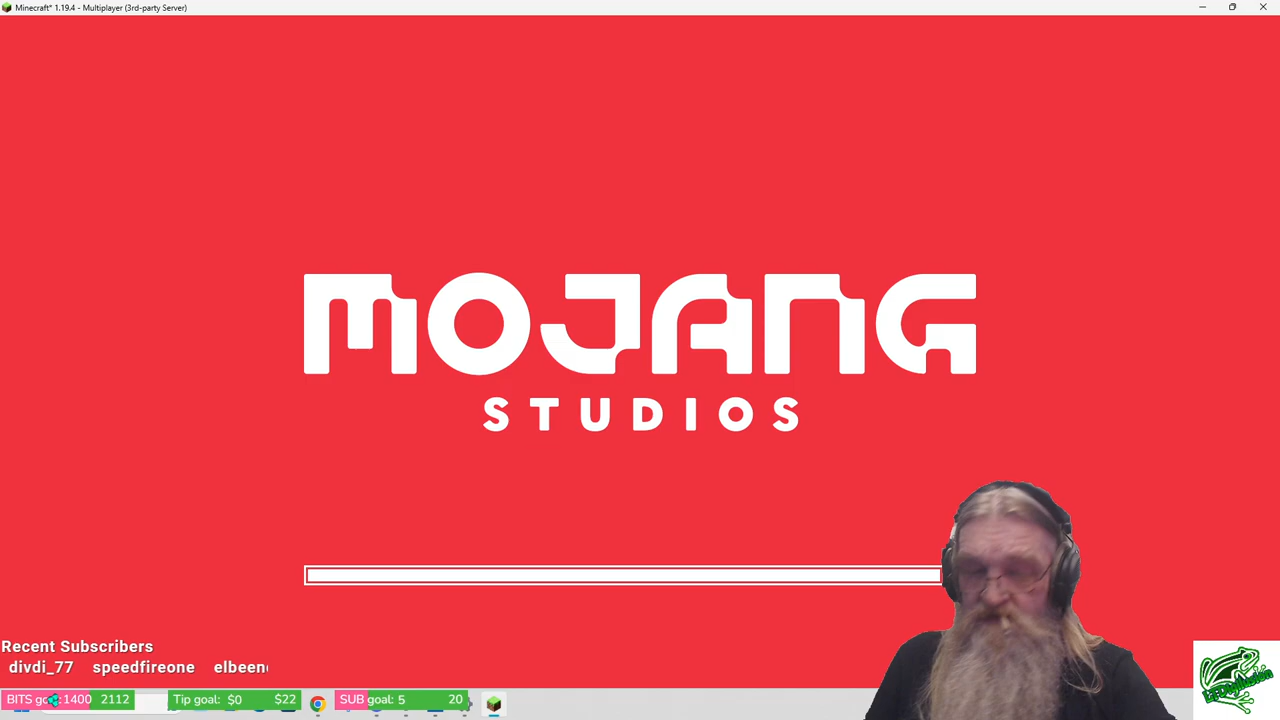 Minecraft* 1.19.4 - Multiplayer (3rd-party Server)
MOJANG
STUDIOS
Recent Subscribers
divdi_77 speedfireone
BITS 1400 2112 Tip goal: $0 $22 SUB goal: 5 20